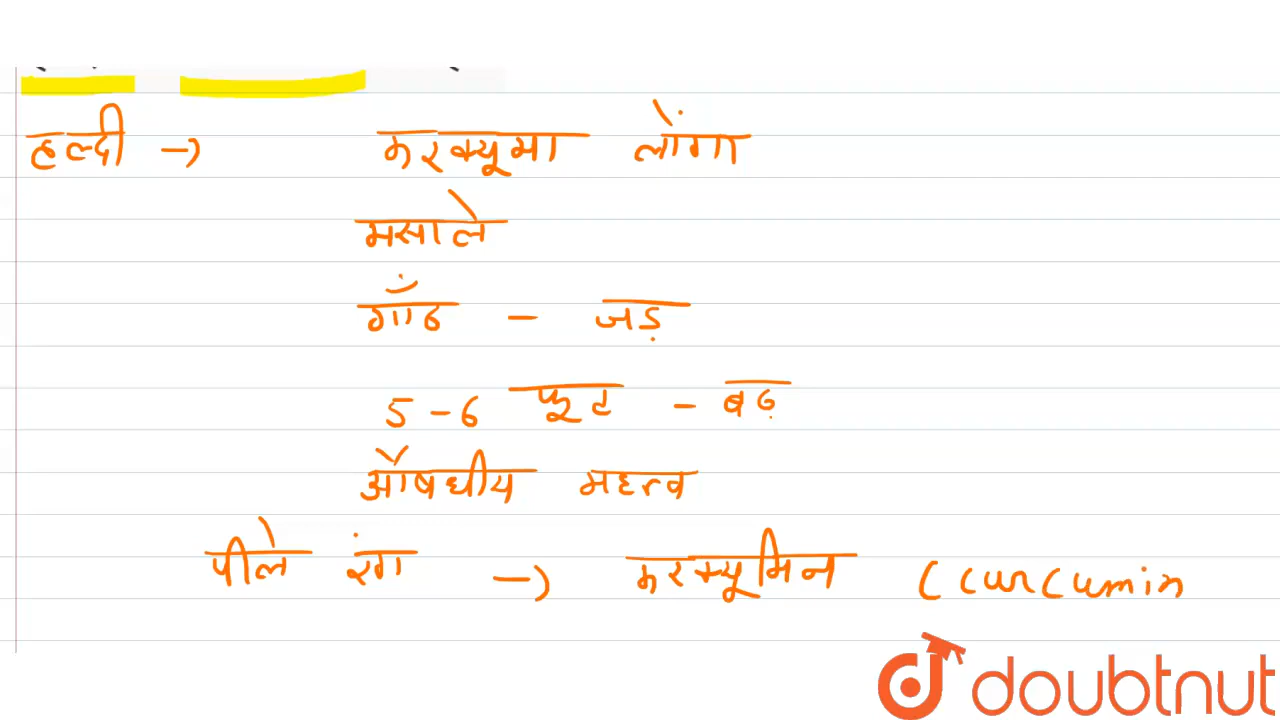 हल्दी → करक्यूमा लोंगा
मसाले
गाँठ - जड़
5-6 फूट - बढ़
औषधीय महत्व
पीले रंग → करक्यूमिन (curcumin
doubtnut